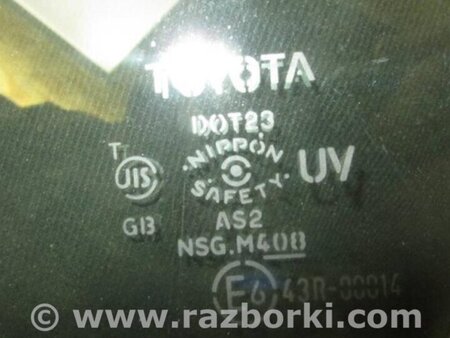 TOYOTA
DOT23
T
JIS
NIPPON
SAFETY
UV
GB
AS2
NSG.M408
E6 43R-00014
© www.razborki.com